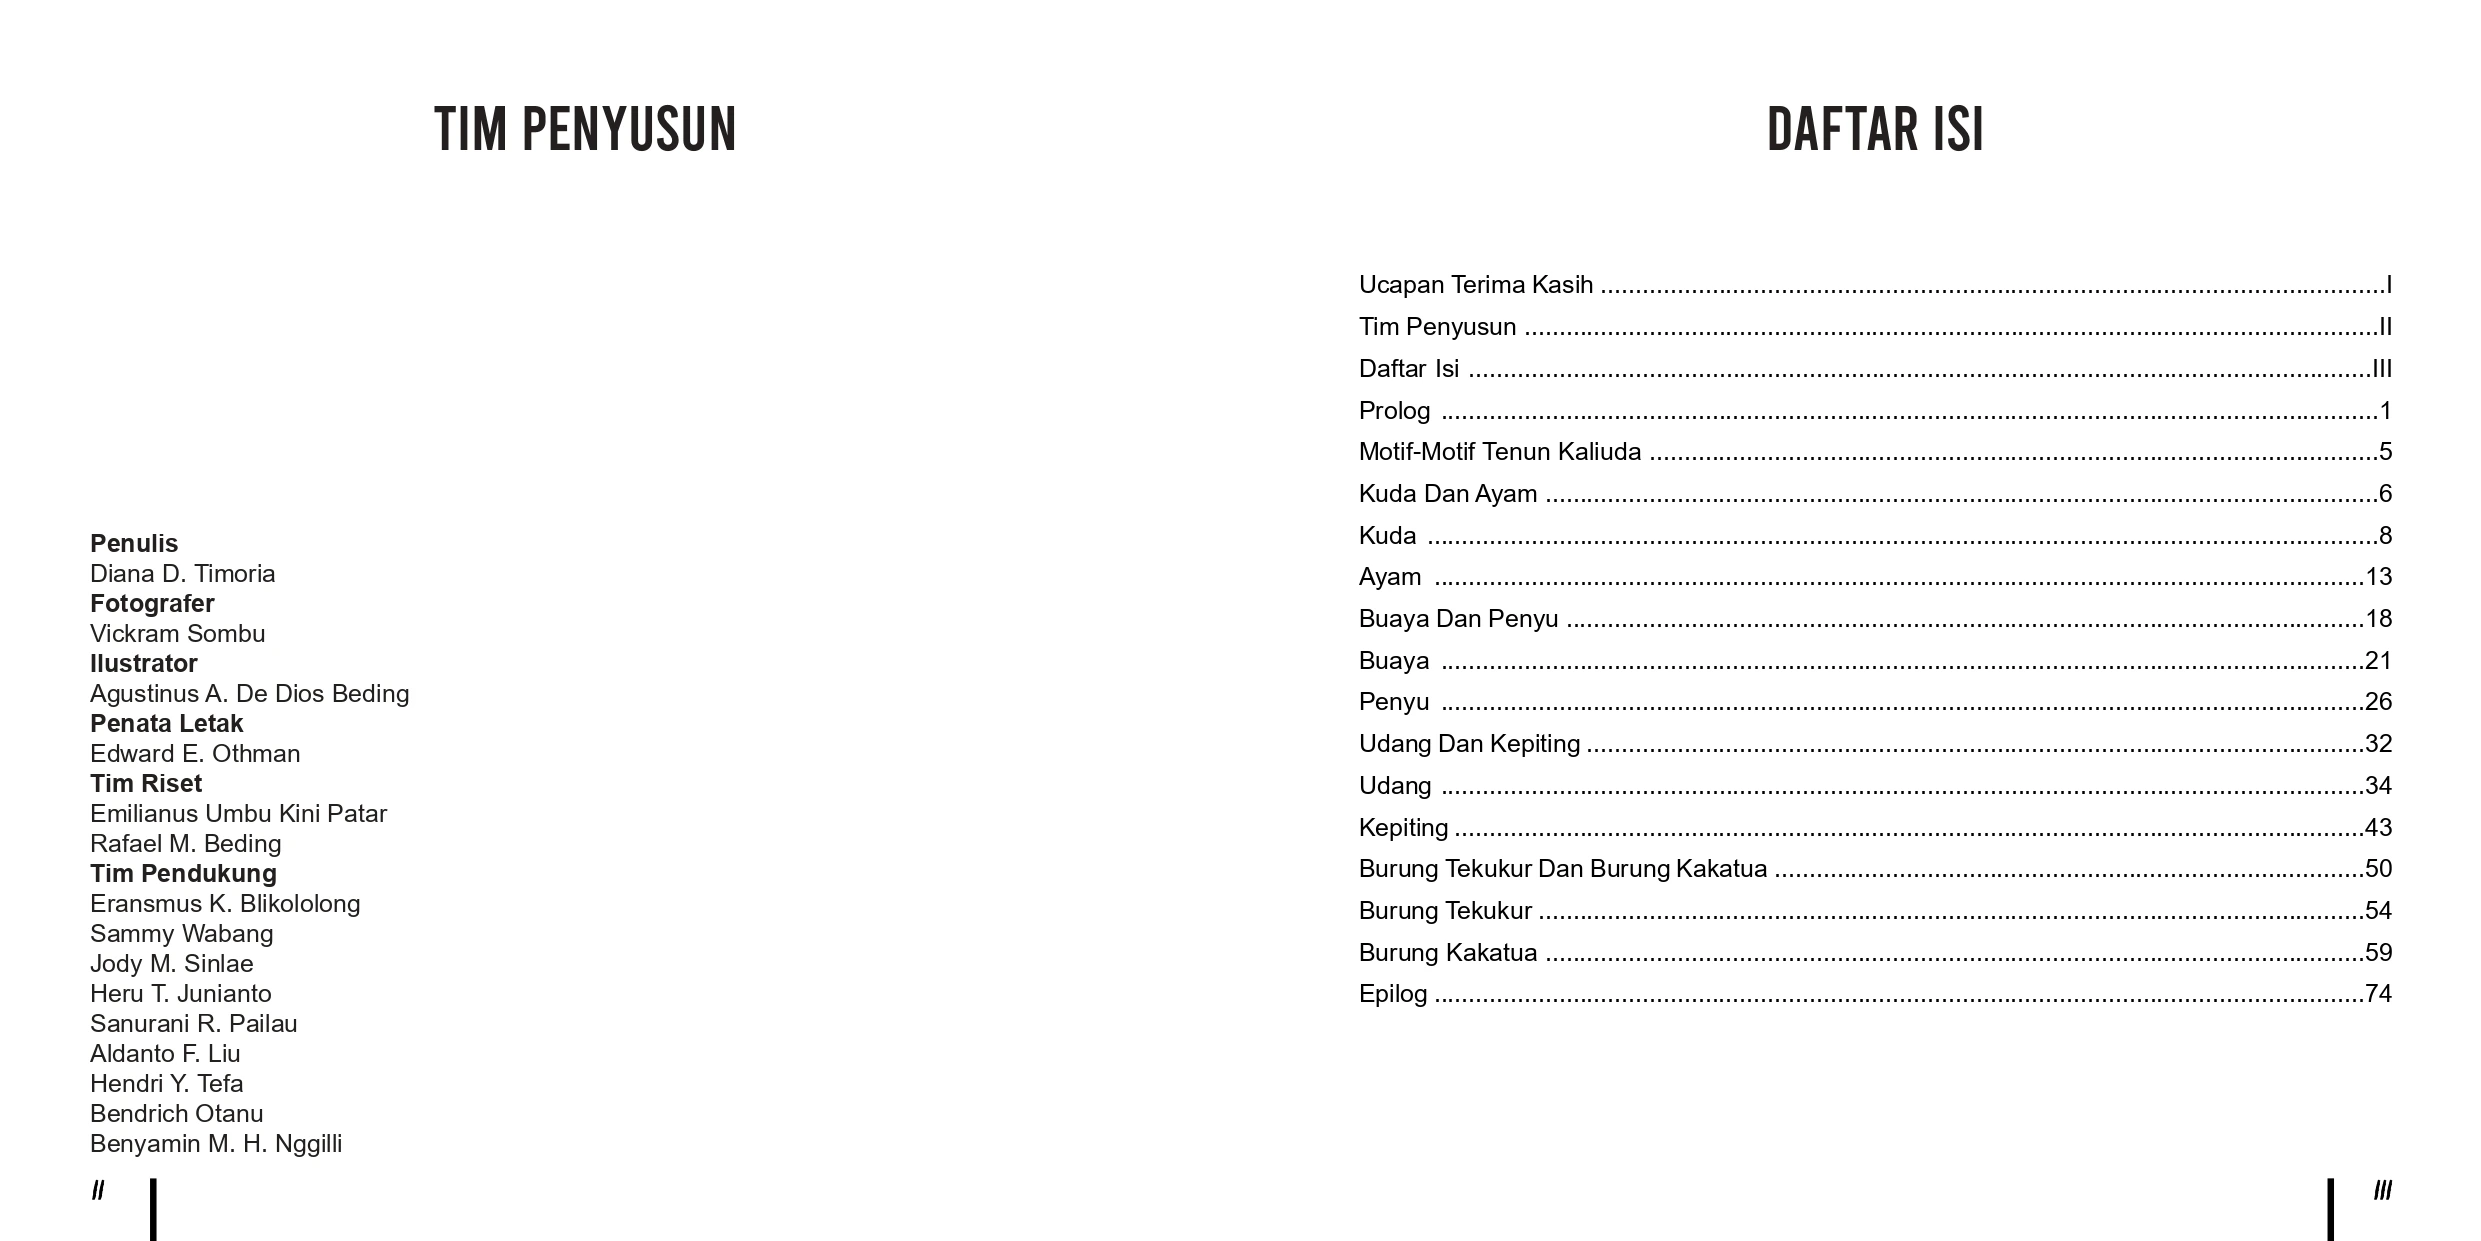 TIM PENYUSUN
Penulis
Diana D. Timoria
Fotografer
Vickram Sombu
Ilustrator
Agustinus A. De Dios Beding
Penata Letak
Edward E. Othman
Tim Riset
Emilianus Umbu Kini Patar
Rafael M. Beding
Tim Pendukung
Eransmus K. Blikololong
Sammy Wabang
Jody M. Sinlae
Heru T. Junianto
Sanurani R. Pailau
Aldanto F. Liu
Hendri Y. Tefa
Bendrich Otanu
Benyamin M. H. Nggilli
II
DAFTAR ISI
Ucapan Terima Kasih ........................................I
Tim Penyusun ........................................II
Daftar Isi ........................................III
Prolog ........................................1
Motif-Motif Tenun Kaliuda ........................................5
Kuda Dan Ayam ........................................6
Kuda ........................................8
Ayam ........................................13
Buaya Dan Penyu ........................................18
Buaya ........................................21
Penyu ........................................26
Udang Dan Kepiting ........................................32
Udang ........................................34
Kepiting ........................................43
Burung Tekukur Dan Burung Kakatua ........................................50
Burung Tekukur ........................................54
Burung Kakatua ........................................59
Epilog ........................................74
III